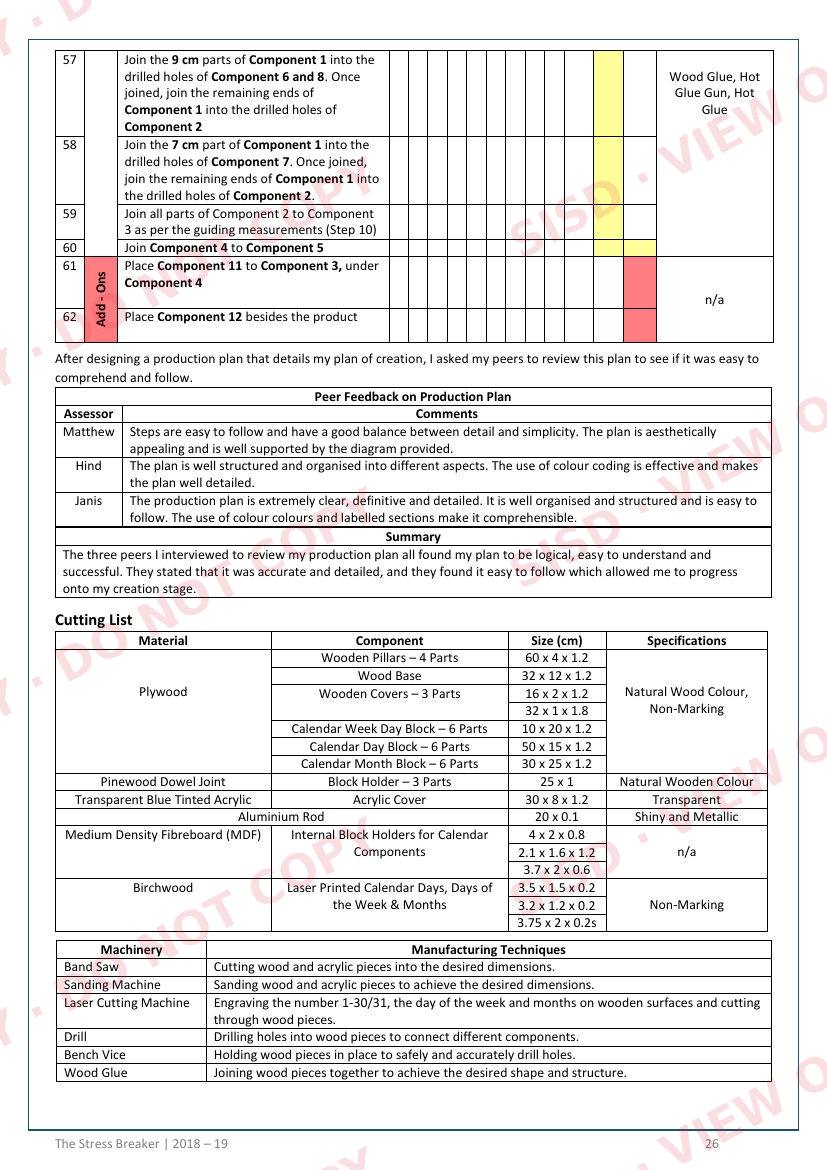 57
Join the 9 cm parts of Component 1 into the
drilled holes of Component 6 and 8. Once
joined, join the remaining ends of
Component 1 into the drilled holes of
Component 2
Wood Glue, Hot
Glue Gun, Hot
Glue
58
Join the 7 cm part of Component 1 into the
drilled holes of Component 7. Once joined,
join the remaining ends of Component 1 into
the drilled holes of Component 2.
59
Join all parts of Component 2 to Component
3 as per the guiding measurements (Step 10)
60
Join Component 4 to Component 5
61
Add - Ons
Place Component 11 to Component 3, under
Component 4
n/a
62
Place Component 12 besides the product
After designing a production plan that details my plan of creation, I asked my peers to review this plan to see if it was easy to
comprehend and follow.
Peer Feedback on Production Plan
Assessor Comments
Matthew Steps are easy to follow and have a good balance between detail and simplicity. The plan is aesthetically
appealing and is well supported by the diagram provided.
Hind The plan is well structured and organised into different aspects. The use of colour coding is effective and makes
the plan well detailed.
Janis The production plan is extremely clear, definitive and detailed. It is well organised and structured and is easy to
follow. The use of colour colours and labelled sections make it comprehensible.
Summary
The three peers I interviewed to review my production plan all found my plan to be logical, easy to understand and
successful. They stated that it was accurate and detailed, and they found it easy to follow which allowed me to progress
onto my creation stage.
Cutting List
Material Component Size (cm) Specifications
Plywood
Wooden Pillars – 4 Parts 60 x 4 x 1.2
Wood Base 32 x 12 x 1.2
Wooden Covers – 3 Parts 16 x 2 x 1.2
32 x 1 x 1.8
Calendar Week Day Block – 6 Parts 10 x 20 x 1.2
Calendar Day Block – 6 Parts 50 x 15 x 1.2
Calendar Month Block – 6 Parts 30 x 25 x 1.2
Natural Wood Colour,
Non-Marking
Pinewood Dowel Joint Block Holder – 3 Parts 25 x 1 Natural Wooden Colour
Transparent Blue Tinted Acrylic Acrylic Cover 30 x 8 x 1.2 Transparent
Aluminium Rod 20 x 0.1 Shiny and Metallic
Medium Density Fibreboard (MDF) Internal Block Holders for Calendar
Components
4 x 2 x 0.8
2.1 x 1.6 x 1.2
3.7 x 2 x 0.6
n/a
Birchwood Laser Printed Calendar Days, Days of
the Week & Months
3.5 x 1.5 x 0.2
3.2 x 1.2 x 0.2
3.75 x 2 x 0.2s
Non-Marking
Machinery Manufacturing Techniques
Band Saw Cutting wood and acrylic pieces into the desired dimensions.
Sanding Machine Sanding wood and acrylic pieces to achieve the desired dimensions.
Laser Cutting Machine Engraving the number 1-30/31, the day of the week and months on wooden surfaces and cutting
through wood pieces.
Drill Drilling holes into wood pieces to connect different components.
Bench Vice Holding wood pieces in place to safely and accurately drill holes.
Wood Glue Joining wood pieces together to achieve the desired shape and structure.
The Stress Breaker | 2018 – 19 26
Y · DO NOT COPY
SISD · VIEW O
Y · DO NOT COPY
SISD · VIEW O
Y · DO NOT COPY
SISD · VIEW O